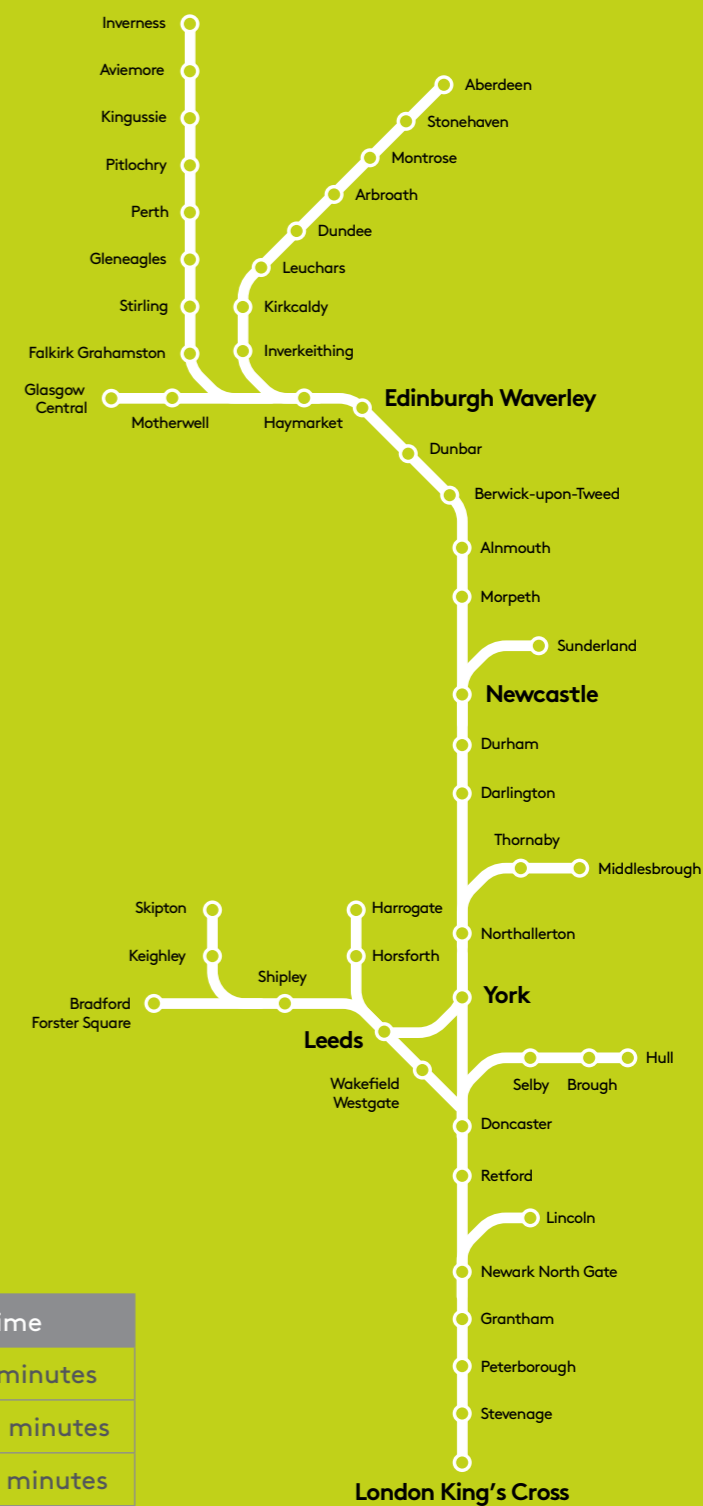 Inverness
Aviemore
Kingussie
Pitlochry
Perth
Gleneagles
Stirling
Falkirk Grahamston
Glasgow
Central
Motherwell
Haymarket
Aberdeen
Stonehaven
Montrose
Arbroath
Dundee
Leuchars
Kirkcaldy
Inverkeithing
Edinburgh Waverley
Dunbar
Berwick-upon-Tweed
Alnmouth
Morpeth
Sunderland
Newcastle
Durham
Darlington
Thornaby
Middlesbrough
Northallerton
York
Skipton
Keighley
Bradford
Forster Square
Shipley
Harrogate
Horsforth
Leeds
Wakefield
Westgate
Hull
Selby
Brough
Doncaster
Retford
Lincoln
Newark North Gate
Grantham
Peterborough
Stevenage
London King's Cross
minutes
minutes
minutes